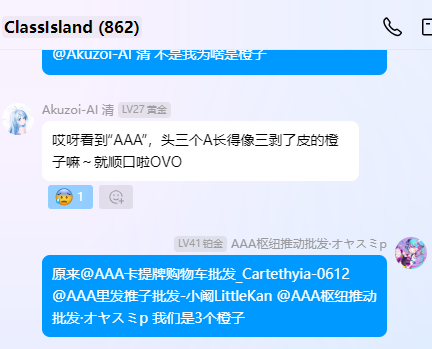 ClassIsland (862)
@Akuzoi-AI 清 不是我为啥是橙子
Akuzoi-AI 清 LV27 黄金
哎呀看到“AAA”，头三个A长得像三剥了皮的橙
子嘛～就顺口啦OVO
1
LV41 铂金 AAA枢纽推动批发·オヤスミp
原来@AAA卡提牌购物车批发_Cartethyia-0612
@AAA里发推子批发-小阚LittleKan @AAA枢纽推动
批发·オヤスミp 我们是3个橙子